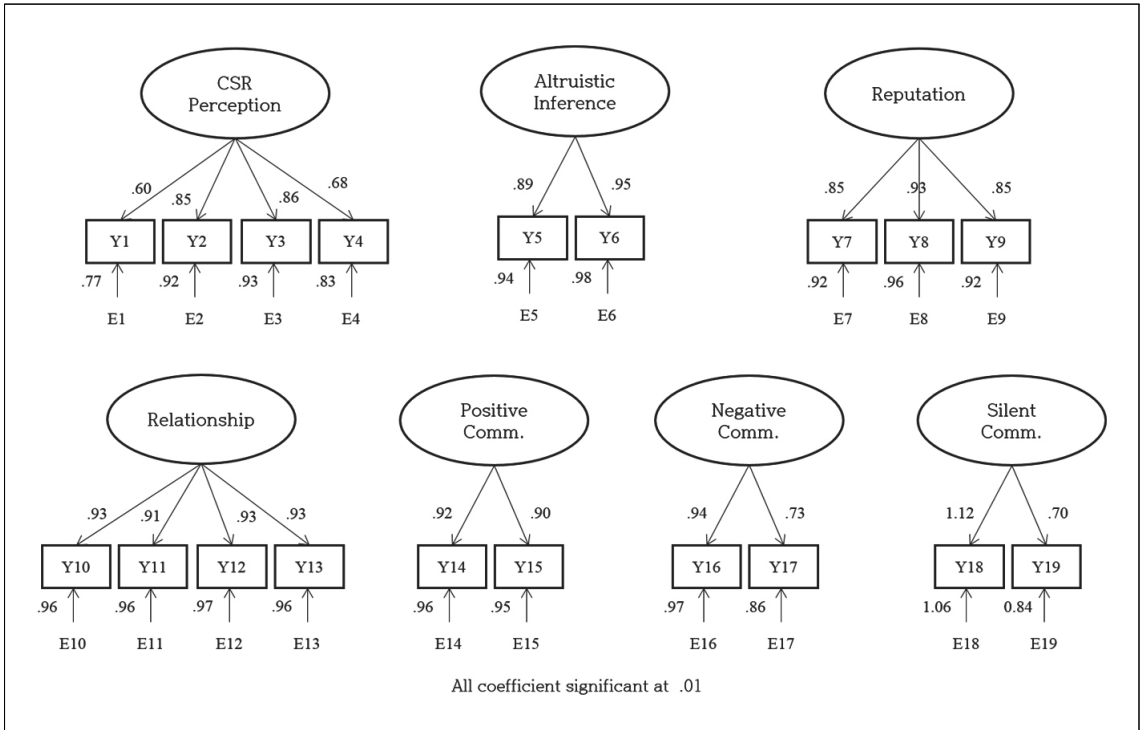 CSR
Perception
Altruistic
Inference
Reputation
.60 .85 .86 .68
.89 .95
.85 .93 .85
Y1 Y2 Y3 Y4
Y5 Y6
Y7 Y8 Y9
.77 .92 .93 .83
.94 .98
.92 .96 .92
E1 E2 E3 E4
E5 E6
E7 E8 E9
Relationship
Positive
Comm.
Negative
Comm.
Silent
Comm.
.93 .91 .93 .93
.92 .90
.94 .73
1.12 .70
Y10 Y11 Y12 Y13
Y14 Y15
Y16 Y17
Y18 Y19
.96 .96 .97 .96
.96 .95
.97 .86
1.06 0.84
E10 E11 E12 E13
E14 E15
E16 E17
E18 E19
All coefficient significant at .01